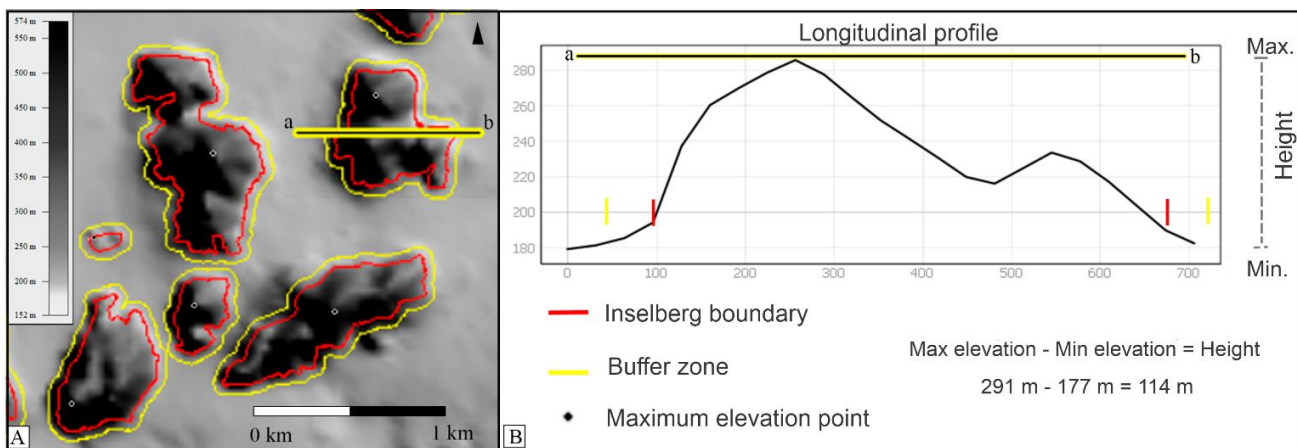 574 m
550 m
500 m
450 m
400 m
350 m
300 m
250 m
200 m
152 m
a
b
0 km
1 km
A
Longitudinal profile
a
b
280
260
240
220
200
180
0
100
200
300
400
500
600
700
Max.
Height
Min.
Inselberg boundary
Buffer zone
Maximum elevation point
Max elevation - Min elevation = Height
291 m - 177 m = 114 m
B